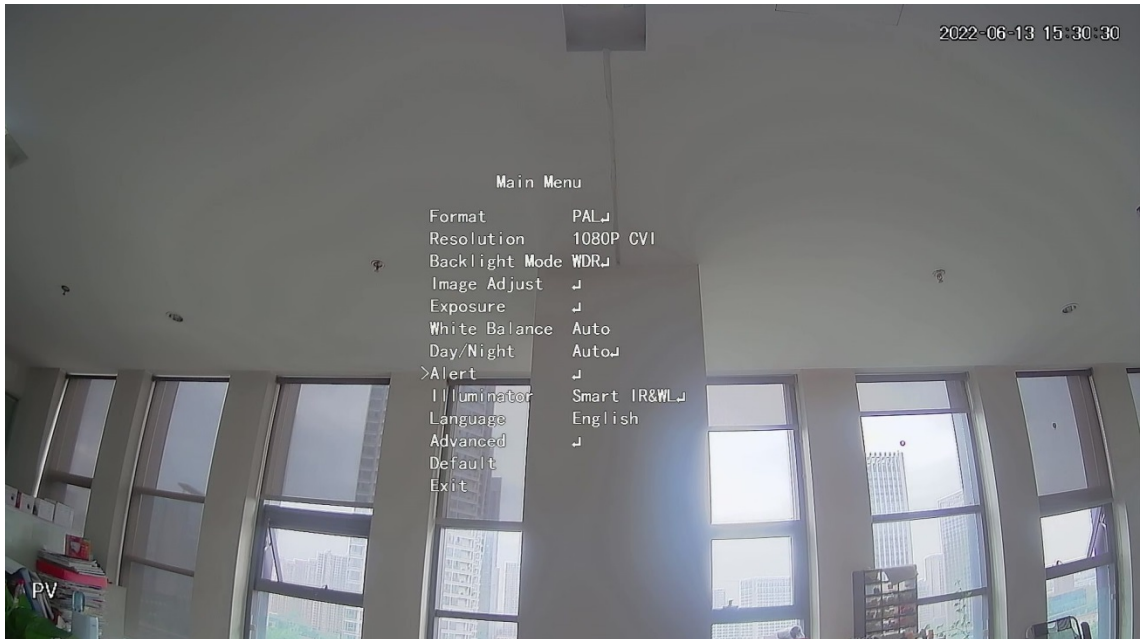 2022-06-13 15:30:30
Main Menu
Format PAL↲
Resolution 1080P CVI
Backlight Mode WDR↲
Image Adjust ↲
Exposure ↲
White Balance Auto
Day/Night Auto↲
>Alert ↲
Illuminator Smart IR&WL↲
Language English
Advanced ↲
Default
Exit
PV